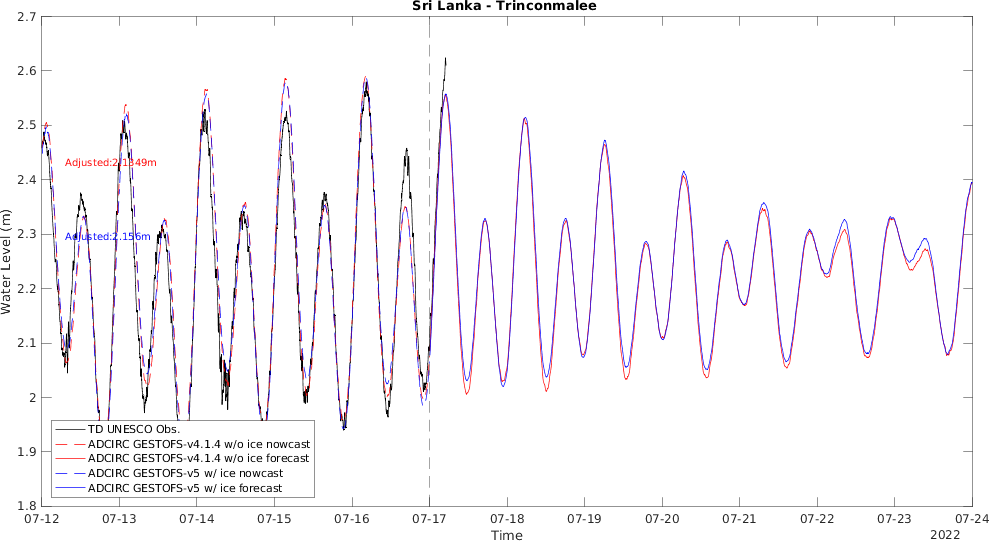 Sri Lanka - Trinconmalee
2.7
2.6
2.5
2.4
2.3
2.2
2.1
2
1.9
1.8
Water Level (m)
Adjusted:2.1349m
Adjusted:2.156m
TD UNESCO Obs.
ADCIRC GESTOFS-v4.1.4 w/o ice nowcast
ADCIRC GESTOFS-v4.1.4 w/o ice forecast
ADCIRC GESTOFS-v5 w/ ice nowcast
ADCIRC GESTOFS-v5 w/ ice forecast
07-12 07-13 07-14 07-15 07-16 07-17 07-18 07-19 07-20 07-21 07-22 07-23 07-24
Time
2022